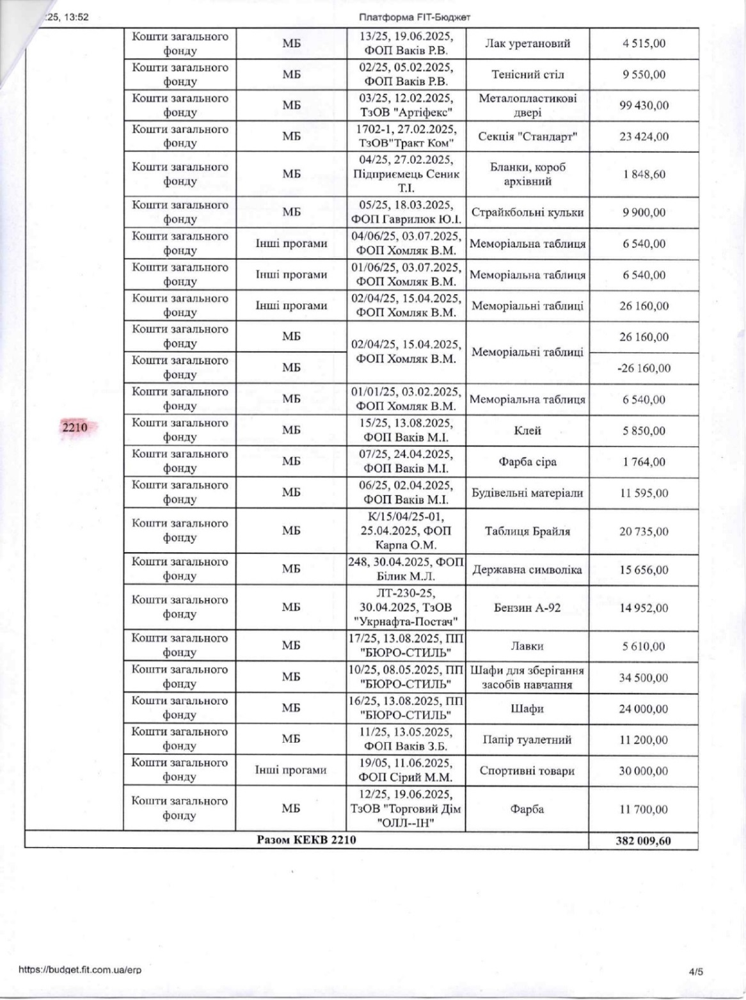 :25, 13:52
Платформа FIT-Бюджет
Кошти загального
фонду
МБ
13/25, 19.06.2025,
ФОП Ваків Р.В.
Лак уретановий
4 515,00
Кошти загального
фонду
МБ
02/25, 05.02.2025,
ФОП Ваків Р.В.
Тенісний стіл
9 550,00
Кошти загального
фонду
МБ
03/25, 12.02.2025,
ТзОВ "Артіфекс"
Металопластикові
двері
99 430,00
Кошти загального
фонду
МБ
1702-1, 27.02.2025,
ТзОВ"Тракт Ком"
Секція "Стандарт"
23 424,00
Кошти загального
фонду
МБ
04/25, 27.02.2025,
Підприємець Сеник
Т.І.
Бланки, короб
архівний
1 848,60
Кошти загального
фонду
МБ
05/25, 18.03.2025,
ФОП Гаврилюк Ю.І.
Страйкбольні кульки
9 900,00
Кошти загального
фонду
Інші прогами
04/06/25, 03.07.2025,
ФОП Хомляк В.М.
Меморіальна таблиця
6 540,00
Кошти загального
фонду
Інші прогами
01/06/25, 03.07.2025,
ФОП Хомляк В.М.
Меморіальна таблиця
6 540,00
Кошти загального
фонду
Інші прогами
02/04/25, 15.04.2025,
ФОП Хомляк В.М.
Меморіальні таблиці
26 160,00
Кошти загального
фонду
МБ
02/04/25, 15.04.2025,
ФОП Хомляк В.М.
Меморіальні таблиці
26 160,00
Кошти загального
фонду
МБ
-26 160,00
Кошти загального
фонду
МБ
01/01/25, 03.02.2025,
ФОП Хомляк В.М.
Меморіальна таблиця
6 540,00
2210
Кошти загального
фонду
МБ
15/25, 13.08.2025,
ФОП Ваків М.І.
Клей
5 850,00
Кошти загального
фонду
МБ
07/25, 24.04.2025,
ФОП Ваків М.І.
Фарба сіра
1 764,00
Кошти загального
фонду
МБ
06/25, 02.04.2025,
ФОП Ваків М.І.
Будівельні матеріали
11 595,00
Кошти загального
фонду
МБ
К/15/04/25-01,
25.04.2025, ФОП
Карпа О.М.
Таблиця Брайля
20 735,00
Кошти загального
фонду
МБ
248, 30.04.2025, ФОП
Білик М.Л.
Державна символіка
15 656,00
Кошти загального
фонду
МБ
ЛТ-230-25,
30.04.2025, ТзОВ
"Укрнафта-Постач"
Бензин А-92
14 952,00
Кошти загального
фонду
МБ
17/25, 13.08.2025, ПП
"БЮРО-СТИЛЬ"
Лавки
5 610,00
Кошти загального
фонду
МБ
10/25, 08.05.2025, ПП
"БЮРО-СТИЛЬ"
Шафи для зберігання
засобів навчання
34 500,00
Кошти загального
фонду
МБ
16/25, 13.08.2025, ПП
"БЮРО-СТИЛЬ"
Шафи
24 000,00
Кошти загального
фонду
МБ
11/25, 13.05.2025,
ФОП Ваків З.Б.
Папір туалетний
11 200,00
Кошти загального
фонду
Інші прогами
19/05, 11.06.2025,
ФОП Сірий М.М.
Спортивні товари
30 000,00
Кошти загального
фонду
МБ
12/25, 19.06.2025,
ТзОВ "Торговий Дім
"ОЛЛ--ІН"
Фарба
11 700,00
Разом КЕКВ 2210
382 009,60
https://budget.fit.com.ua/erp
4/5